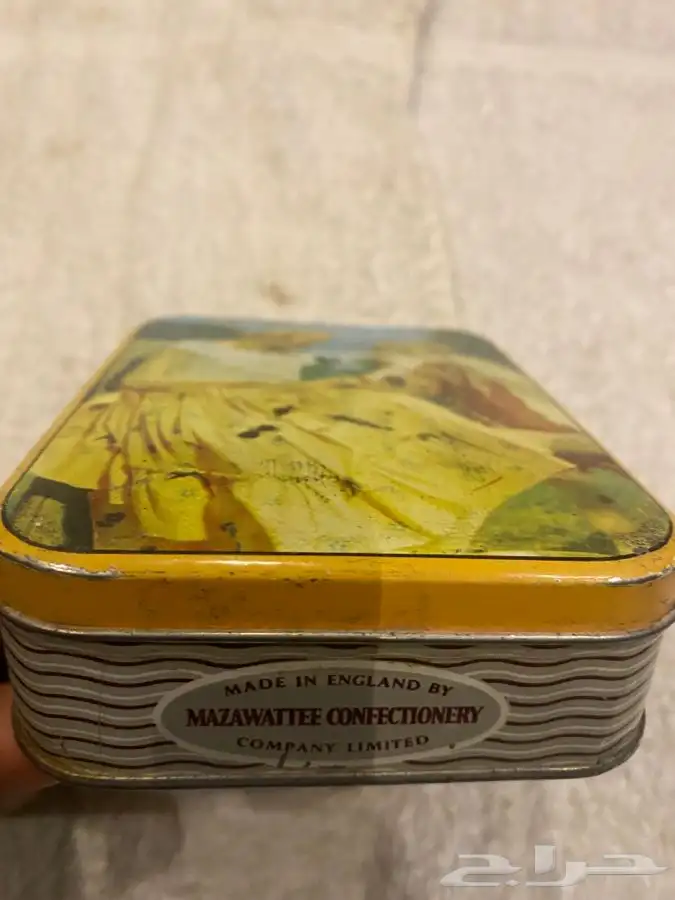 MADE IN ENGLAND BY
MAZAWATTEE CONFECTIONERY
COMPANY LIMITED
حراج